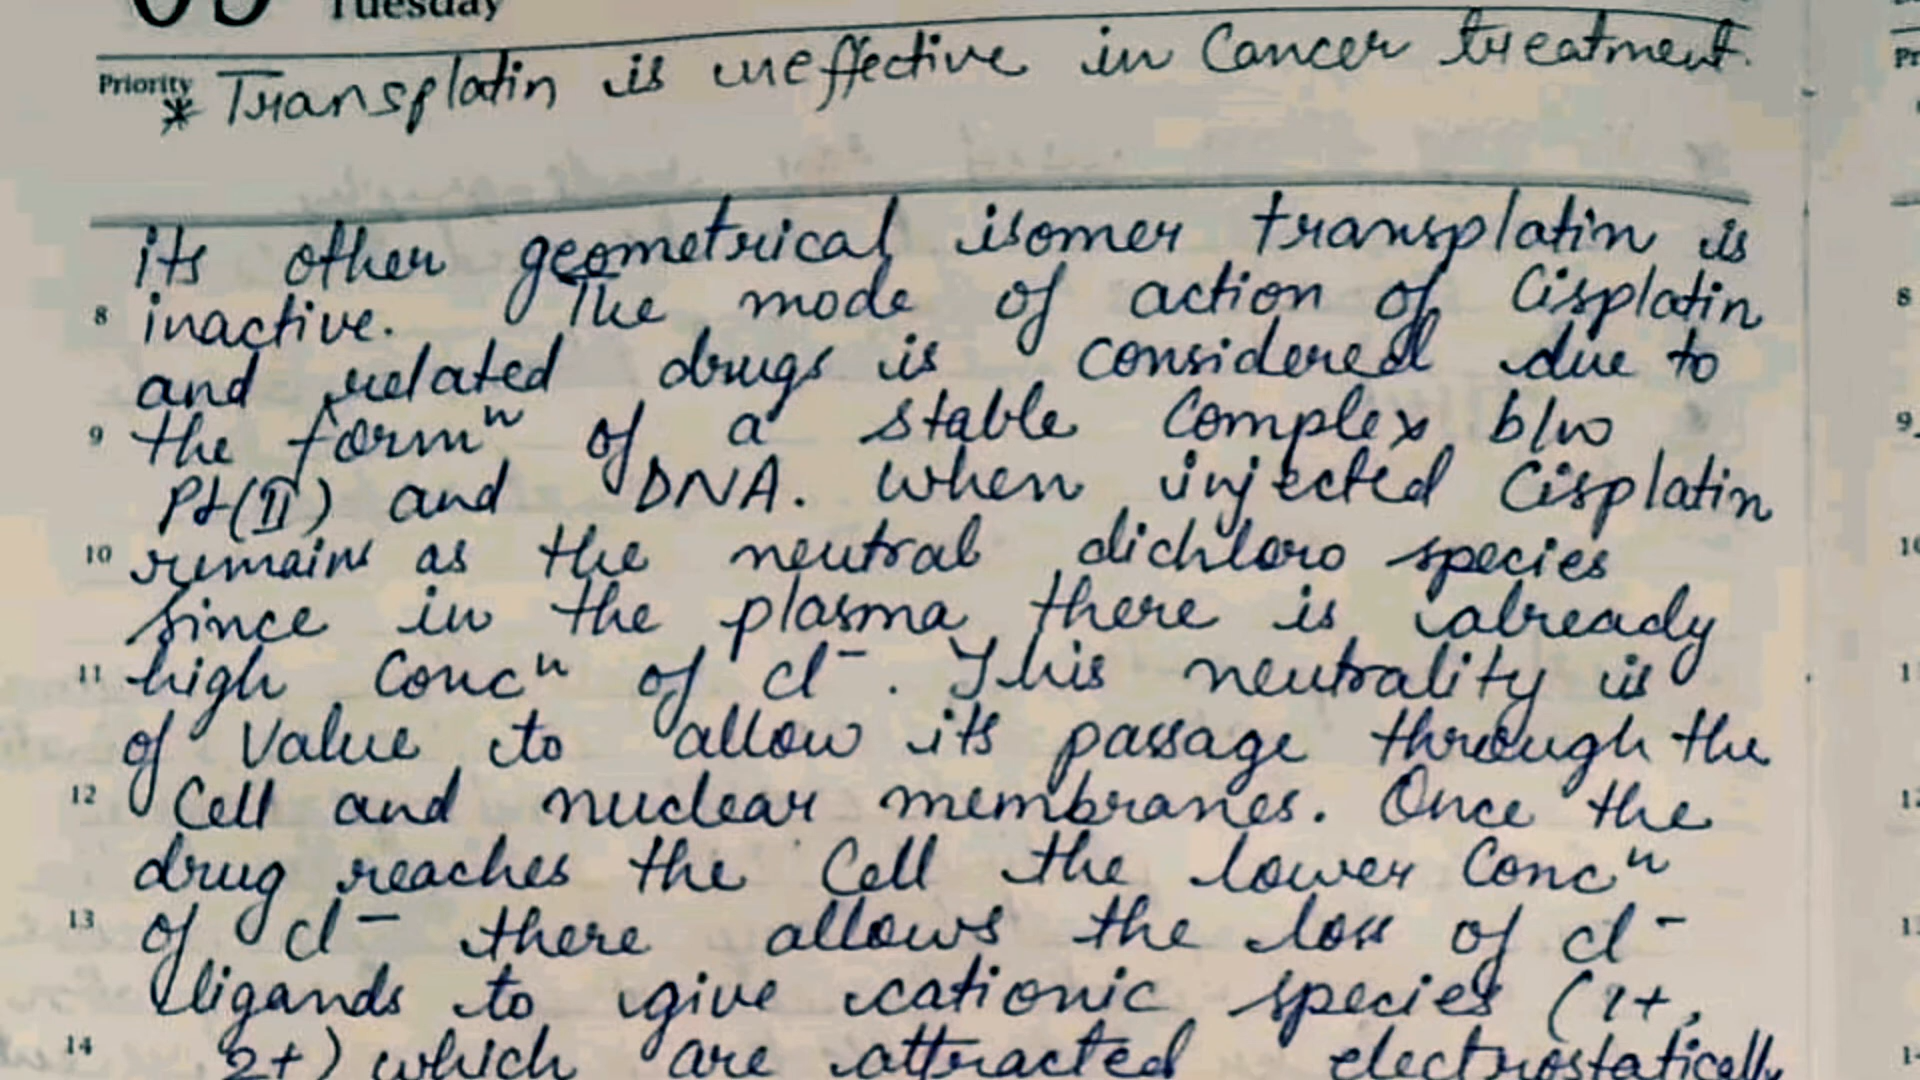 05 Tuesday
Priority
* Transplatin is ineffective in Cancer treatment.
its other geometrical isomer transplatin is
8 inactive. The mode of action of Cisplatin
and related drugs is considered due to
9 the formⁿ of a stable Complex b/w
Pt(II) and DNA. When injected Cisplatin
10 remains as the neutral dichloro species
since in the plasma there is already
11 high Concⁿ of Cl⁻. This neutrality is
of Value to allow its passage through the
12 Cell and nuclear membranes. Once the
drug reaches the Cell the lower Concⁿ
13 of Cl⁻ there allows the loss of Cl⁻
ligands to give cationic species (1+,
14 2+) which are attracted electrostatically